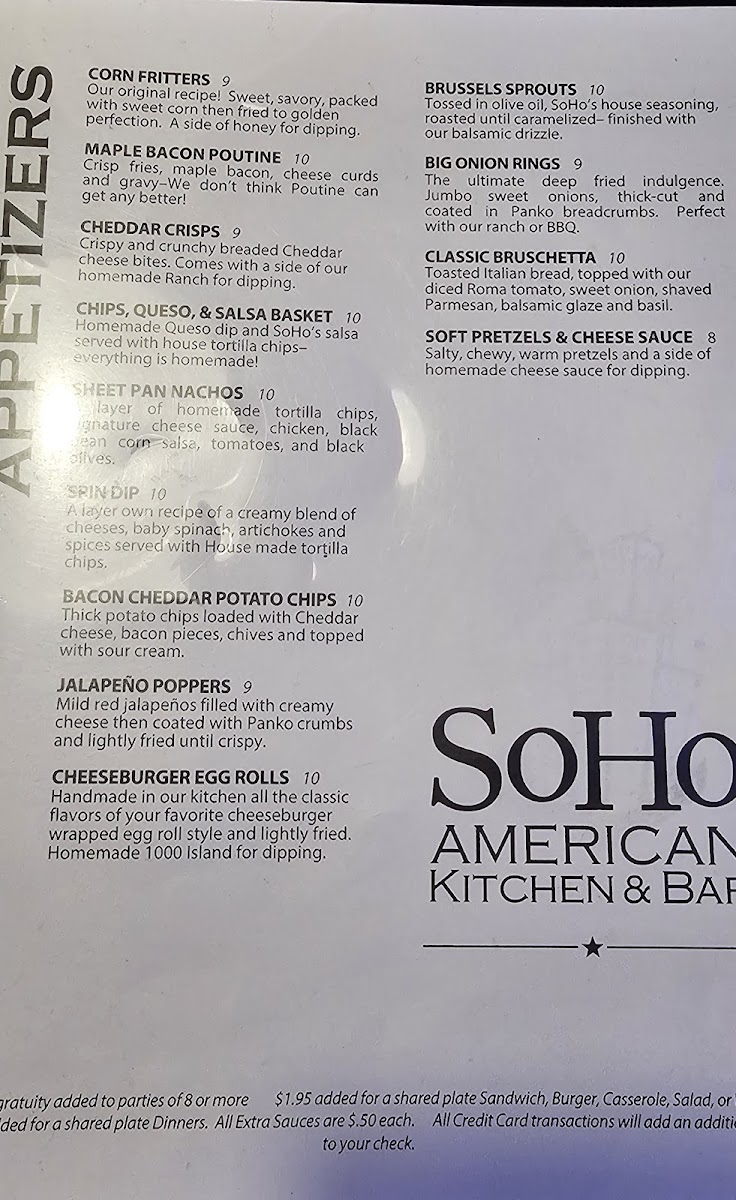 APPETIZERS
CORN FRITTERS 9
Our original recipe! Sweet, savory, packed
with sweet corn then fried to golden
perfection. A side of honey for dipping.
MAPLE BACON POUTINE 10
Crisp fries, maple bacon, cheese curds
and gravy–We don't think Poutine can
get any better!
CHEDDAR CRISPS 9
Crispy and crunchy breaded Cheddar
cheese bites. Comes with a side of our
homemade Ranch for dipping.
CHIPS, QUESO, & SALSA BASKET 10
Homemade Queso dip and SoHo's salsa
served with house tortilla chips–
everything is homemade!
SHEET PAN NACHOS 10
layer of homemade tortilla chips,
signature cheese sauce, chicken, black
bean corn salsa, tomatoes, and black
olives.
SPIN DIP 10
A layer own recipe of a creamy blend of
cheeses, baby spinach, artichokes and
spices served with House made tortilla
chips.
BACON CHEDDAR POTATO CHIPS 10
Thick potato chips loaded with Cheddar
cheese, bacon pieces, chives and topped
with sour cream.
JALAPEÑO POPPERS 9
Mild red jalapeños filled with creamy
cheese then coated with Panko crumbs
and lightly fried until crispy.
CHEESEBURGER EGG ROLLS 10
Handmade in our kitchen all the classic
flavors of your favorite cheeseburger
wrapped egg roll style and lightly fried.
Homemade 1000 Island for dipping.
BRUSSELS SPROUTS 10
Tossed in olive oil, SoHo's house seasoning,
roasted until caramelized– finished with
our balsamic drizzle.
BIG ONION RINGS 9
The ultimate deep fried indulgence.
Jumbo sweet onions, thick-cut and
coated in Panko breadcrumbs. Perfect
with our ranch or BBQ.
CLASSIC BRUSCHETTA 10
Toasted Italian bread, topped with our
diced Roma tomato, sweet onion, shaved
Parmesan, balsamic glaze and basil.
SOFT PRETZELS & CHEESE SAUCE 8
Salty, chewy, warm pretzels and a side of
homemade cheese sauce for dipping.
SoHo
AMERICAN
KITCHEN & BAR
gratuity added to parties of 8 or more $1.95 added for a shared plate Sandwich, Burger, Casserole, Salad, or
for a shared plate Dinners. All Extra Sauces are $.50 each. All Credit Card transactions will add an
to your check.